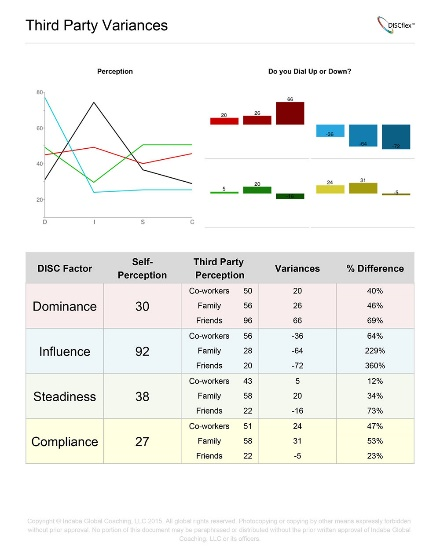 Third Party Variances
DISCflex™
Perception
Do you Dial Up or Down?
80
60
40
20
D I S C
20 26 66
-36 -64 -72
5 20 -16
24 31 -5
DISC Factor Self-Perception Third Party Perception Variances % Difference
Dominance 30
Co-workers 50 20 40%
Family 56 26 46%
Friends 96 66 69%
Influence 92
Co-workers 56 -36 64%
Family 28 -64 229%
Friends 20 -72 360%
Steadiness 38
Co-workers 43 5 12%
Family 58 20 34%
Friends 22 -16 73%
Compliance 27
Co-workers 51 24 47%
Family 58 31 53%
Friends 22 -5 23%
Copyright © Indaba Global Coaching, LLC 2015. All global rights reserved. Photocopying or copying by other means expressly forbidden
without prior approval. No portion of this document may be paraphrased or distributed without the prior written approval of Indaba Global
Coaching, LLC or its officers.